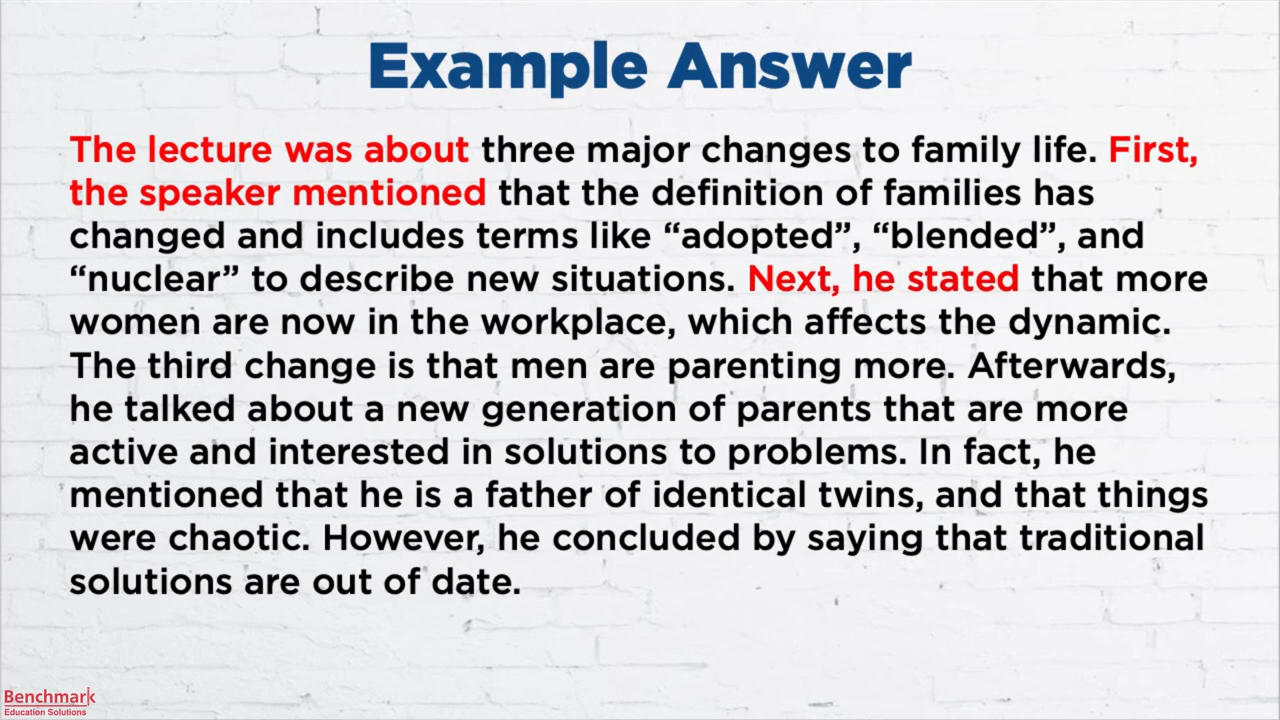 Example Answer
The lecture was about three major changes to family life. First,
the speaker mentioned that the definition of families has
changed and includes terms like “adopted”, “blended”, and
“nuclear” to describe new situations. Next, he stated that more
women are now in the workplace, which affects the dynamic.
The third change is that men are parenting more. Afterwards,
he talked about a new generation of parents that are more
active and interested in solutions to problems. In fact, he
mentioned that he is a father of identical twins, and that things
were chaotic. However, he concluded by saying that traditional
solutions are out of date.
Benchmark
Education Solutions